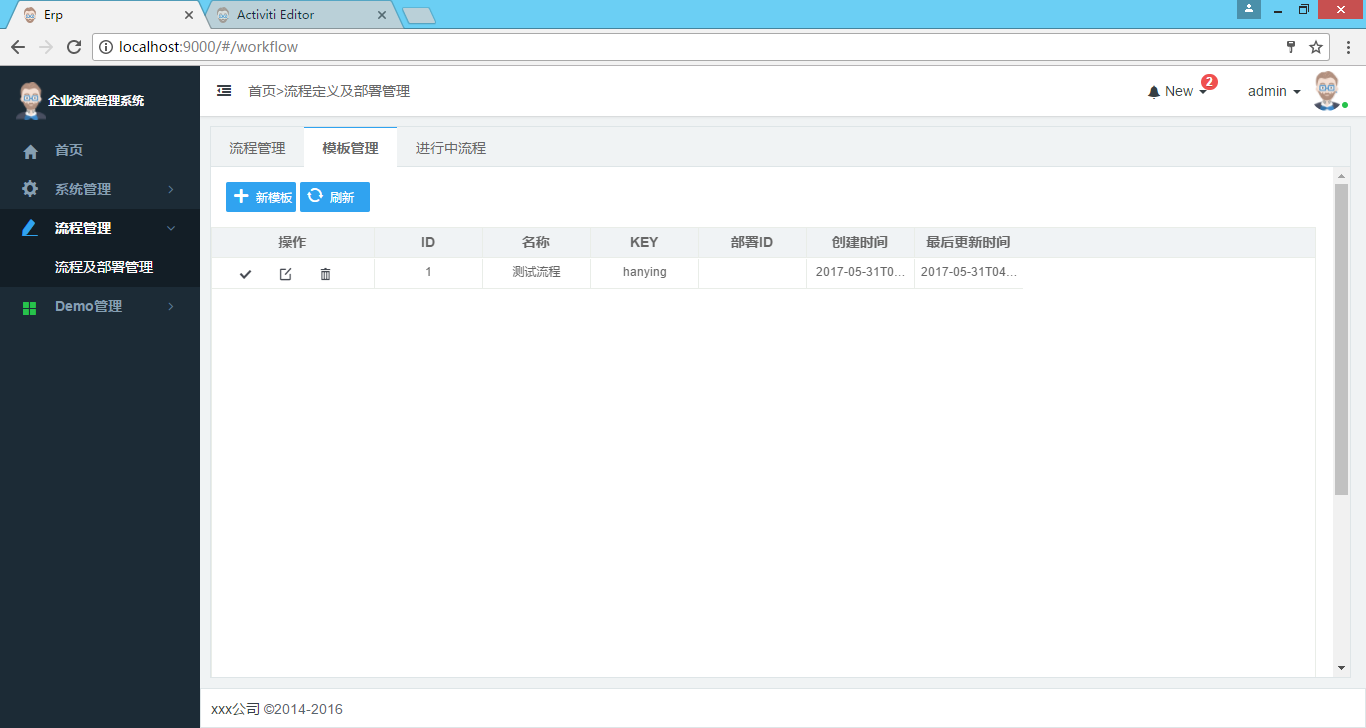 Erp
Activiti Editor
localhost:9000/#/workflow
企业资源管理系统
首页>流程定义及部署管理
New 2
admin
首页
系统管理
流程管理
流程及部署管理
Demo管理
流程管理 模板管理 进行中流程
新模板 刷新
操作 ID 名称 KEY 部署ID 创建时间 最后更新时间
1 测试流程 hanying 2017-05-31T0... 2017-05-31T04...
xxx公司 ©2014-2016